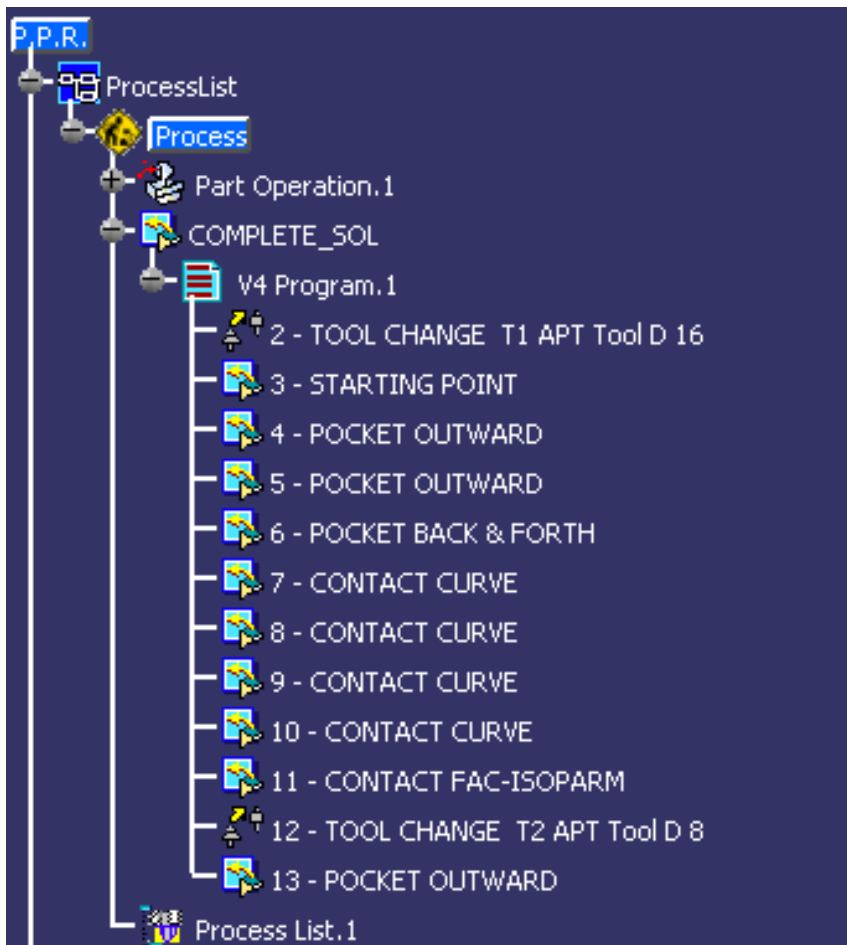 P.P.R.
ProcessList
Process
Part Operation.1
COMPLETE_SOL
V4 Program.1
2 - TOOL CHANGE  T1 APT Tool D 16
3 - STARTING POINT
4 - POCKET OUTWARD
5 - POCKET OUTWARD
6 - POCKET BACK & FORTH
7 - CONTACT CURVE
8 - CONTACT CURVE
9 - CONTACT CURVE
10 - CONTACT CURVE
11 - CONTACT FAC-ISOPARM
12 - TOOL CHANGE  T2 APT Tool D 8
13 - POCKET OUTWARD
Process List.1